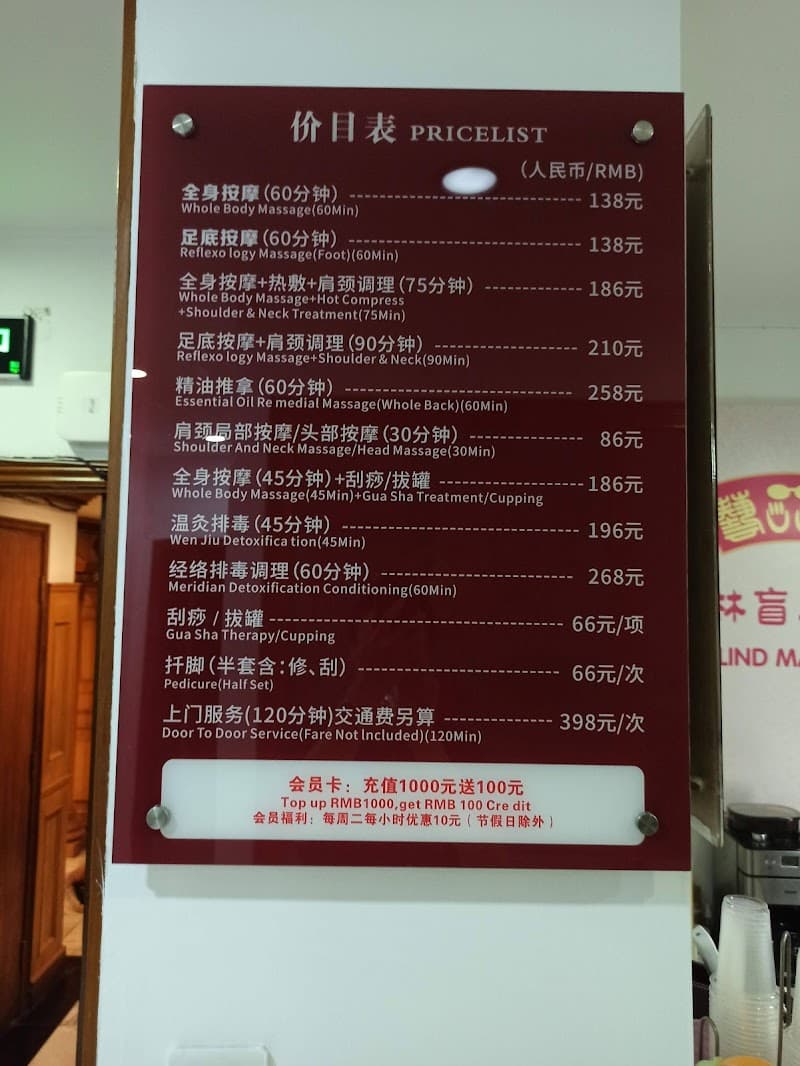 价目表 PRICELIST
（人民币/RMB）
全身按摩（60分钟） 138元
Whole Body Massage(60Min)
足底按摩（60分钟） 138元
Reflexo logy Massage(Foot)(60Min)
全身按摩+热敷+肩颈调理（75分钟） 186元
Whole Body Massage+Hot Compress
+Shoulder & Neck Treatment(75Min)
足底按摩+肩颈调理（90分钟） 210元
Reflexo logy Massage+Shoulder & Neck(90Min)
精油推拿（60分钟） 258元
Essential Oil Re medial Massage(Whole Back)(60Min)
肩颈局部按摩/头部按摩（30分钟） 86元
Shoulder And Neck Massage/Head Massage(30Min)
全身按摩（45分钟）+刮痧/拔罐 186元
Whole Body Massage(45Min)+Gua Sha Treatment/Cupping
温灸排毒（45分钟） 196元
Wen Jiu Detoxifica tion(45Min)
经络排毒调理（60分钟） 268元
Meridian Detoxification Conditioning(60Min)
刮痧 / 拔罐 66元/项
Gua Sha Therapy/Cupping
扦脚（半套含：修、刮） 66元/次
Pedicure(Half Set)
上门服务(120分钟)交通费另算 398元/次
Door To Door Service(Fare Not Included)(120Min)
会员卡：充值1000元送100元
Top up RMB1000,get RMB 100 Cre dit
会员福利：每周二每小时优惠10元（节假日除外）
林盲
LIND MA